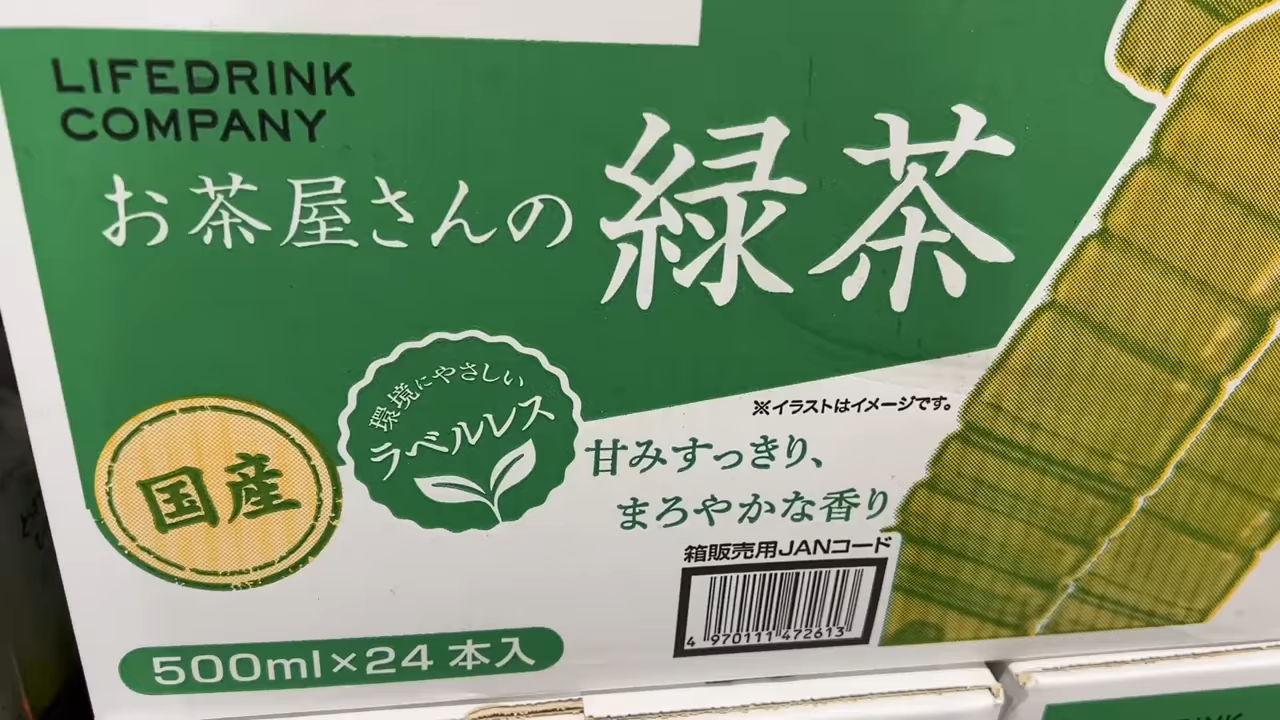 LIFEDRINK
COMPANY
お茶屋さんの 緑茶
環境にやさしい
ラベルレス
国産
※イラストはイメージです。
甘みすっきり、
まろやかな香り
箱販売用JANコード
4 970111 472613
500ml×24 本入